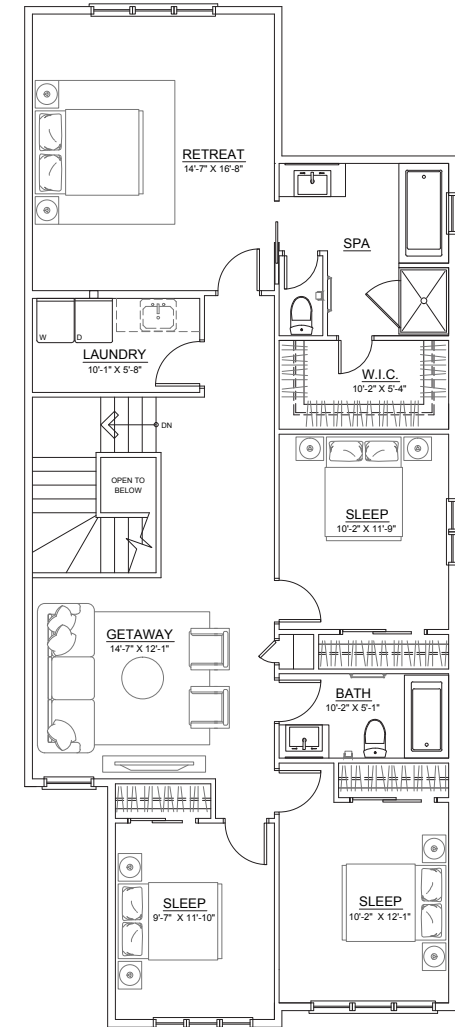 RETREAT
14'-7" X 16'-8"
SPA
W
D
LAUNDRY
10'-1" X 5'-8"
W.I.C.
10'-2" X 5'-4"
DN
OPEN TO
BELOW
SLEEP
10'-2" X 11'-9"
GETAWAY
14'-7" X 12'-1"
BATH
10'-2" X 5'-1"
SLEEP
9'-7" X 11'-10"
SLEEP
10'-2" X 12'-1"